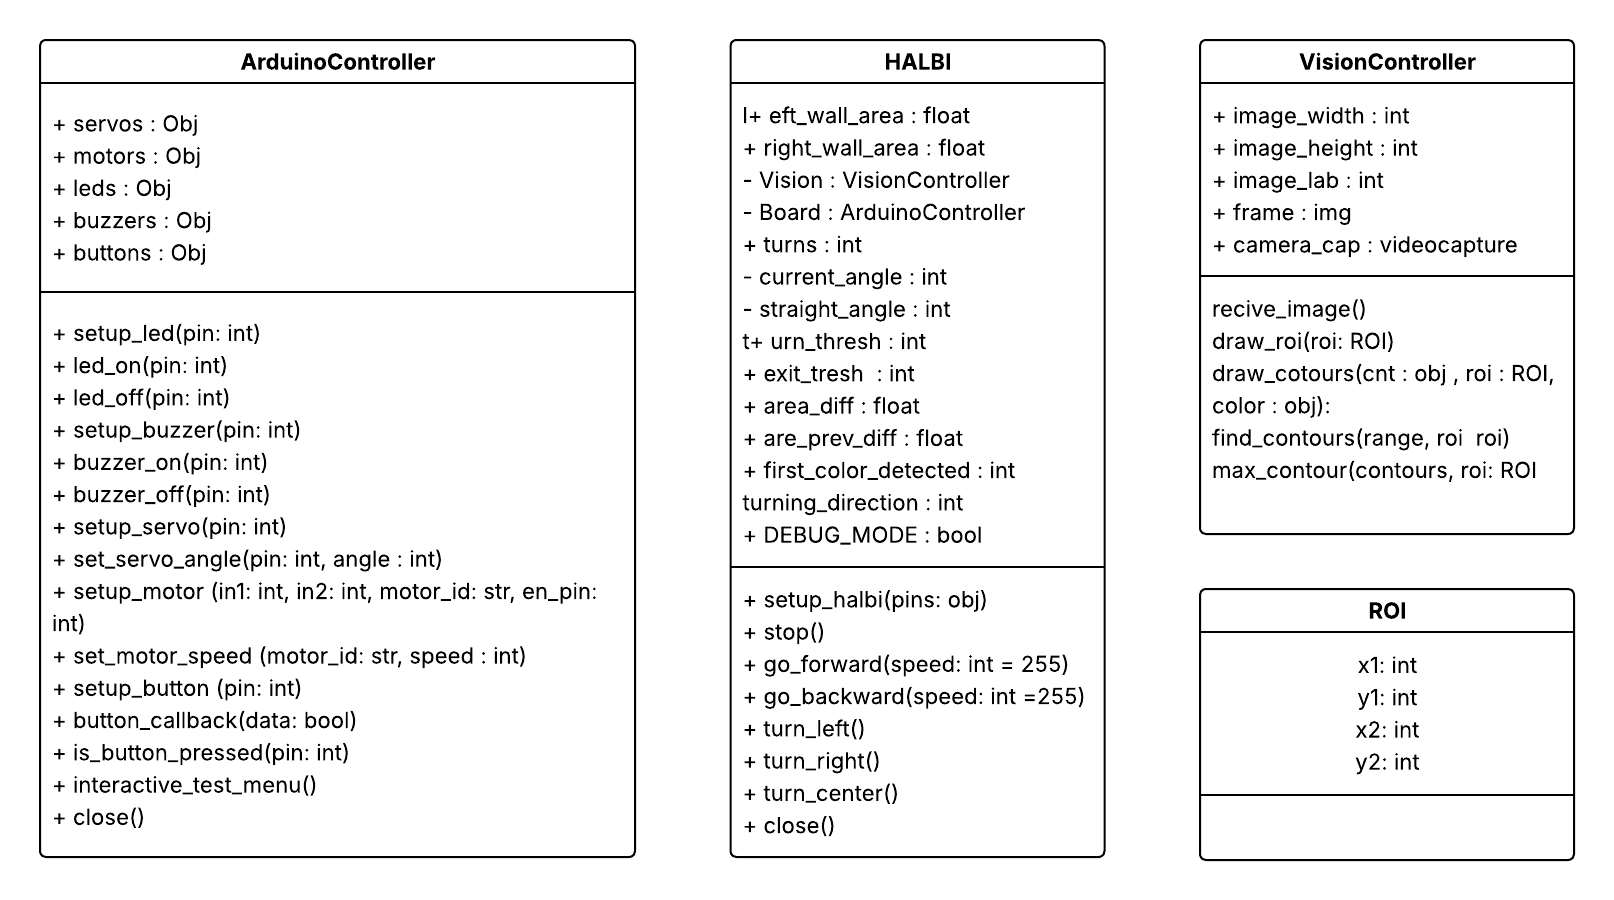 ArduinoController
+ servos : Obj
+ motors : Obj
+ leds : Obj
+ buzzers : Obj
+ buttons : Obj
+ setup_led(pin: int)
+ led_on(pin: int)
+ led_off(pin: int)
+ setup_buzzer(pin: int)
+ buzzer_on(pin: int)
+ buzzer_off(pin: int)
+ setup_servo(pin: int)
+ set_servo_angle(pin: int, angle : int)
+ setup_motor (in1: int, in2: int, motor_id: str, en_pin:
int)
+ set_motor_speed (motor_id: str, speed : int)
+ setup_button (pin: int)
+ button_callback(data: bool)
+ is_button_pressed(pin: int)
+ interactive_test_menu()
+ close()
HALBI
l+ eft_wall_area : float
+ right_wall_area : float
- Vision : VisionController
- Board : ArduinoController
+ turns : int
- current_angle : int
- straight_angle : int
t+ urn_thresh : int
+ exit_tresh  : int
+ area_diff : float
+ are_prev_diff : float
+ first_color_detected : int
turning_direction : int
+ DEBUG_MODE : bool
+ setup_halbi(pins: obj)
+ stop()
+ go_forward(speed: int = 255)
+ go_backward(speed: int =255)
+ turn_left()
+ turn_right()
+ turn_center()
+ close()
VisionController
+ image_width : int
+ image_height : int
+ image_lab : int
+ frame : img
+ camera_cap : videocapture
recive_image()
draw_roi(roi: ROI)
draw_cotours(cnt : obj , roi : ROI,
color : obj):
find_contours(range, roi  roi)
max_contour(contours, roi: ROI
ROI
x1: int
y1: int
x2: int
y2: int